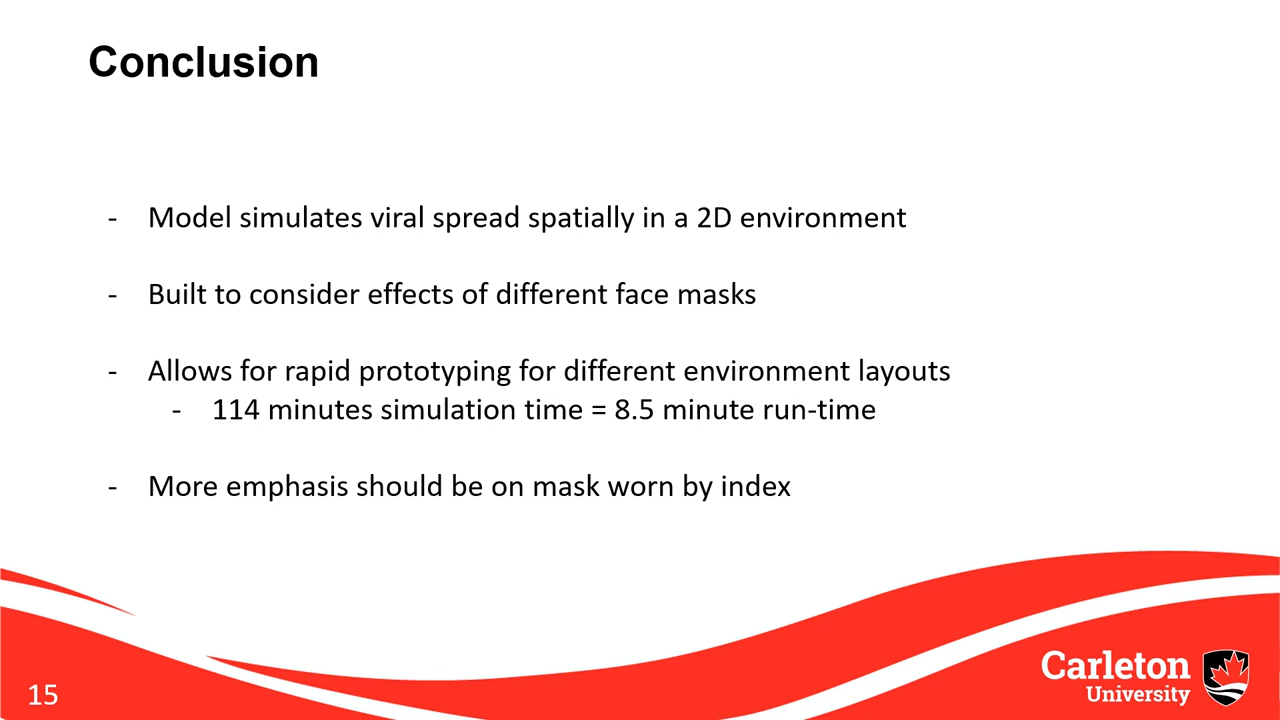 Conclusion
- Model simulates viral spread spatially in a 2D environment
- Built to consider effects of different face masks
- Allows for rapid prototyping for different environment layouts
- 114 minutes simulation time = 8.5 minute run-time
- More emphasis should be on mask worn by index
15
Carleton
University